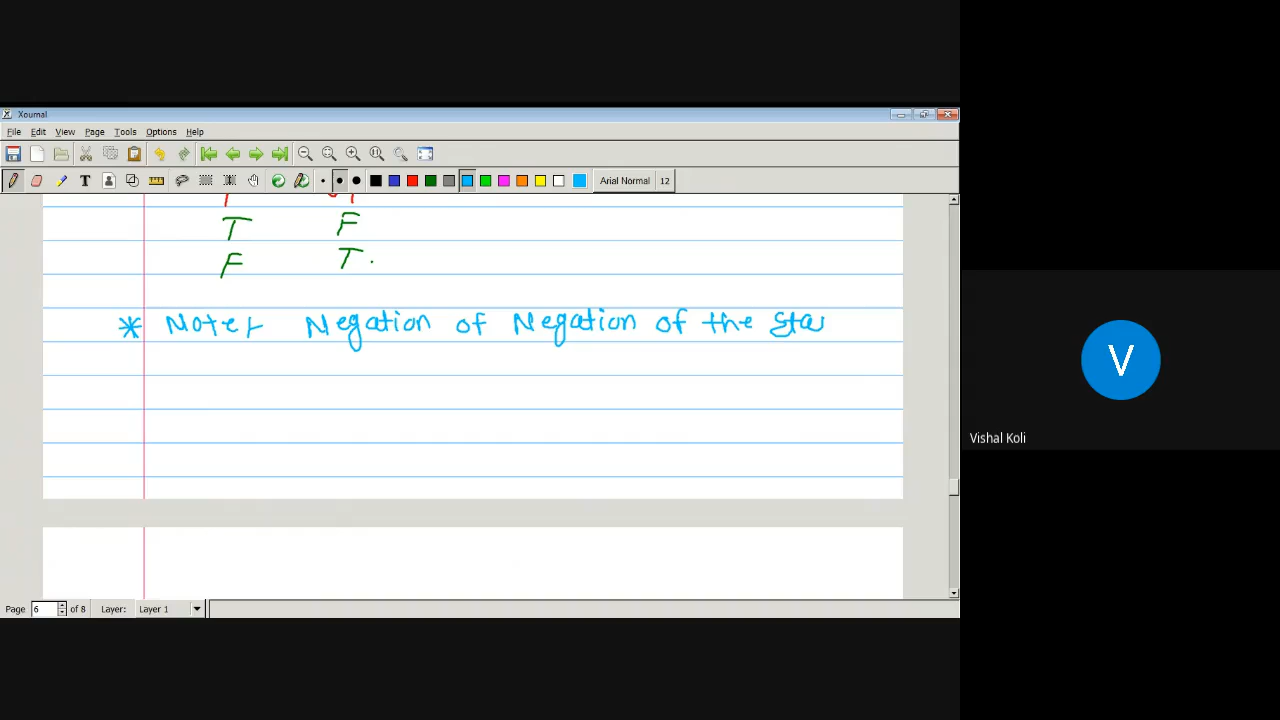 Xournal
File Edit View Page Tools Options Help
T Arial Normal 12
T F
F T.
* Note:- Negation of Negation of the sta
V
Vishal Koli
Page 6 of 8 Layer: Layer 1